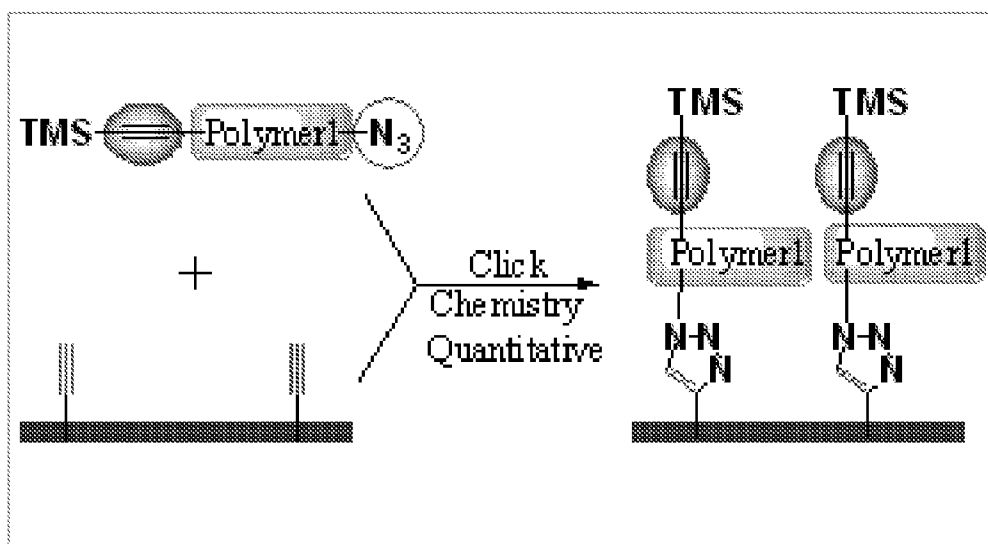 TMS Polymer1 N3
+
Click
Chemistry
Quantitative
TMS TMS
Polymer1 Polymer1
N-N N-N
N N